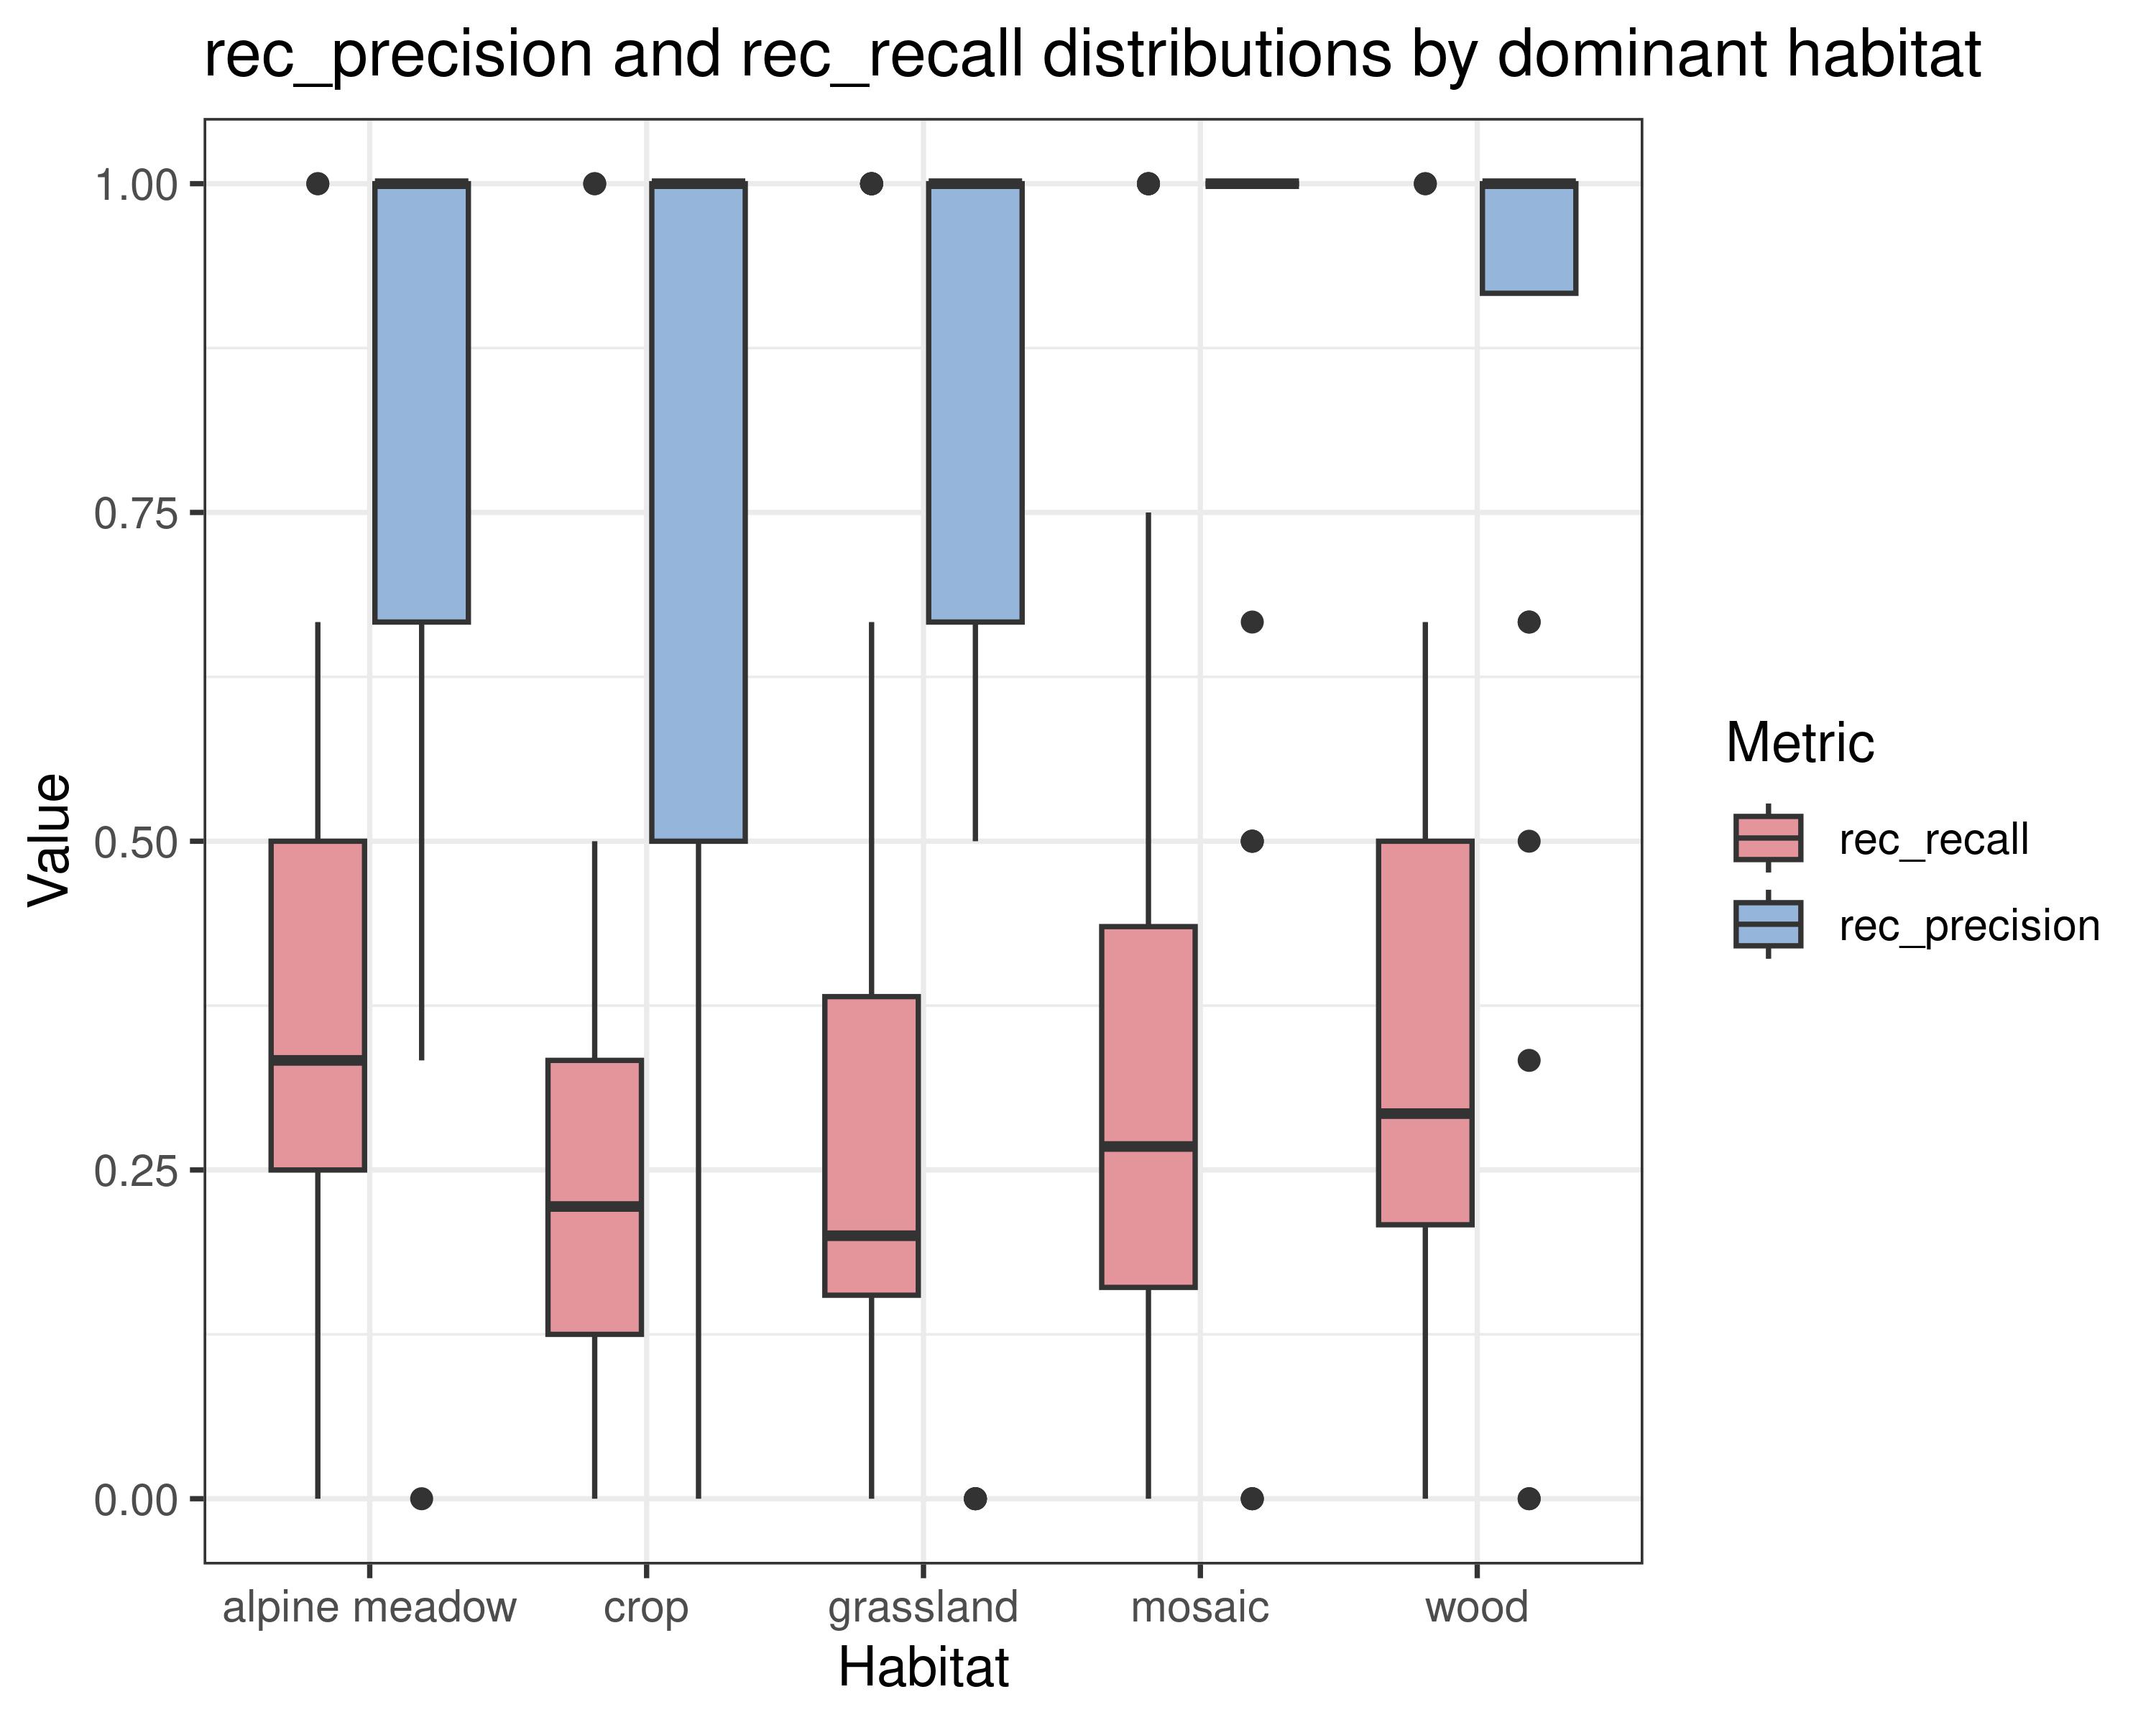 rec_precision and rec_recall distributions by dominant habitat
Value
1.00
0.75
0.50
0.25
0.00
alpine meadow
crop
grassland
mosaic
wood
Habitat
Metric
rec_recall
rec_precision